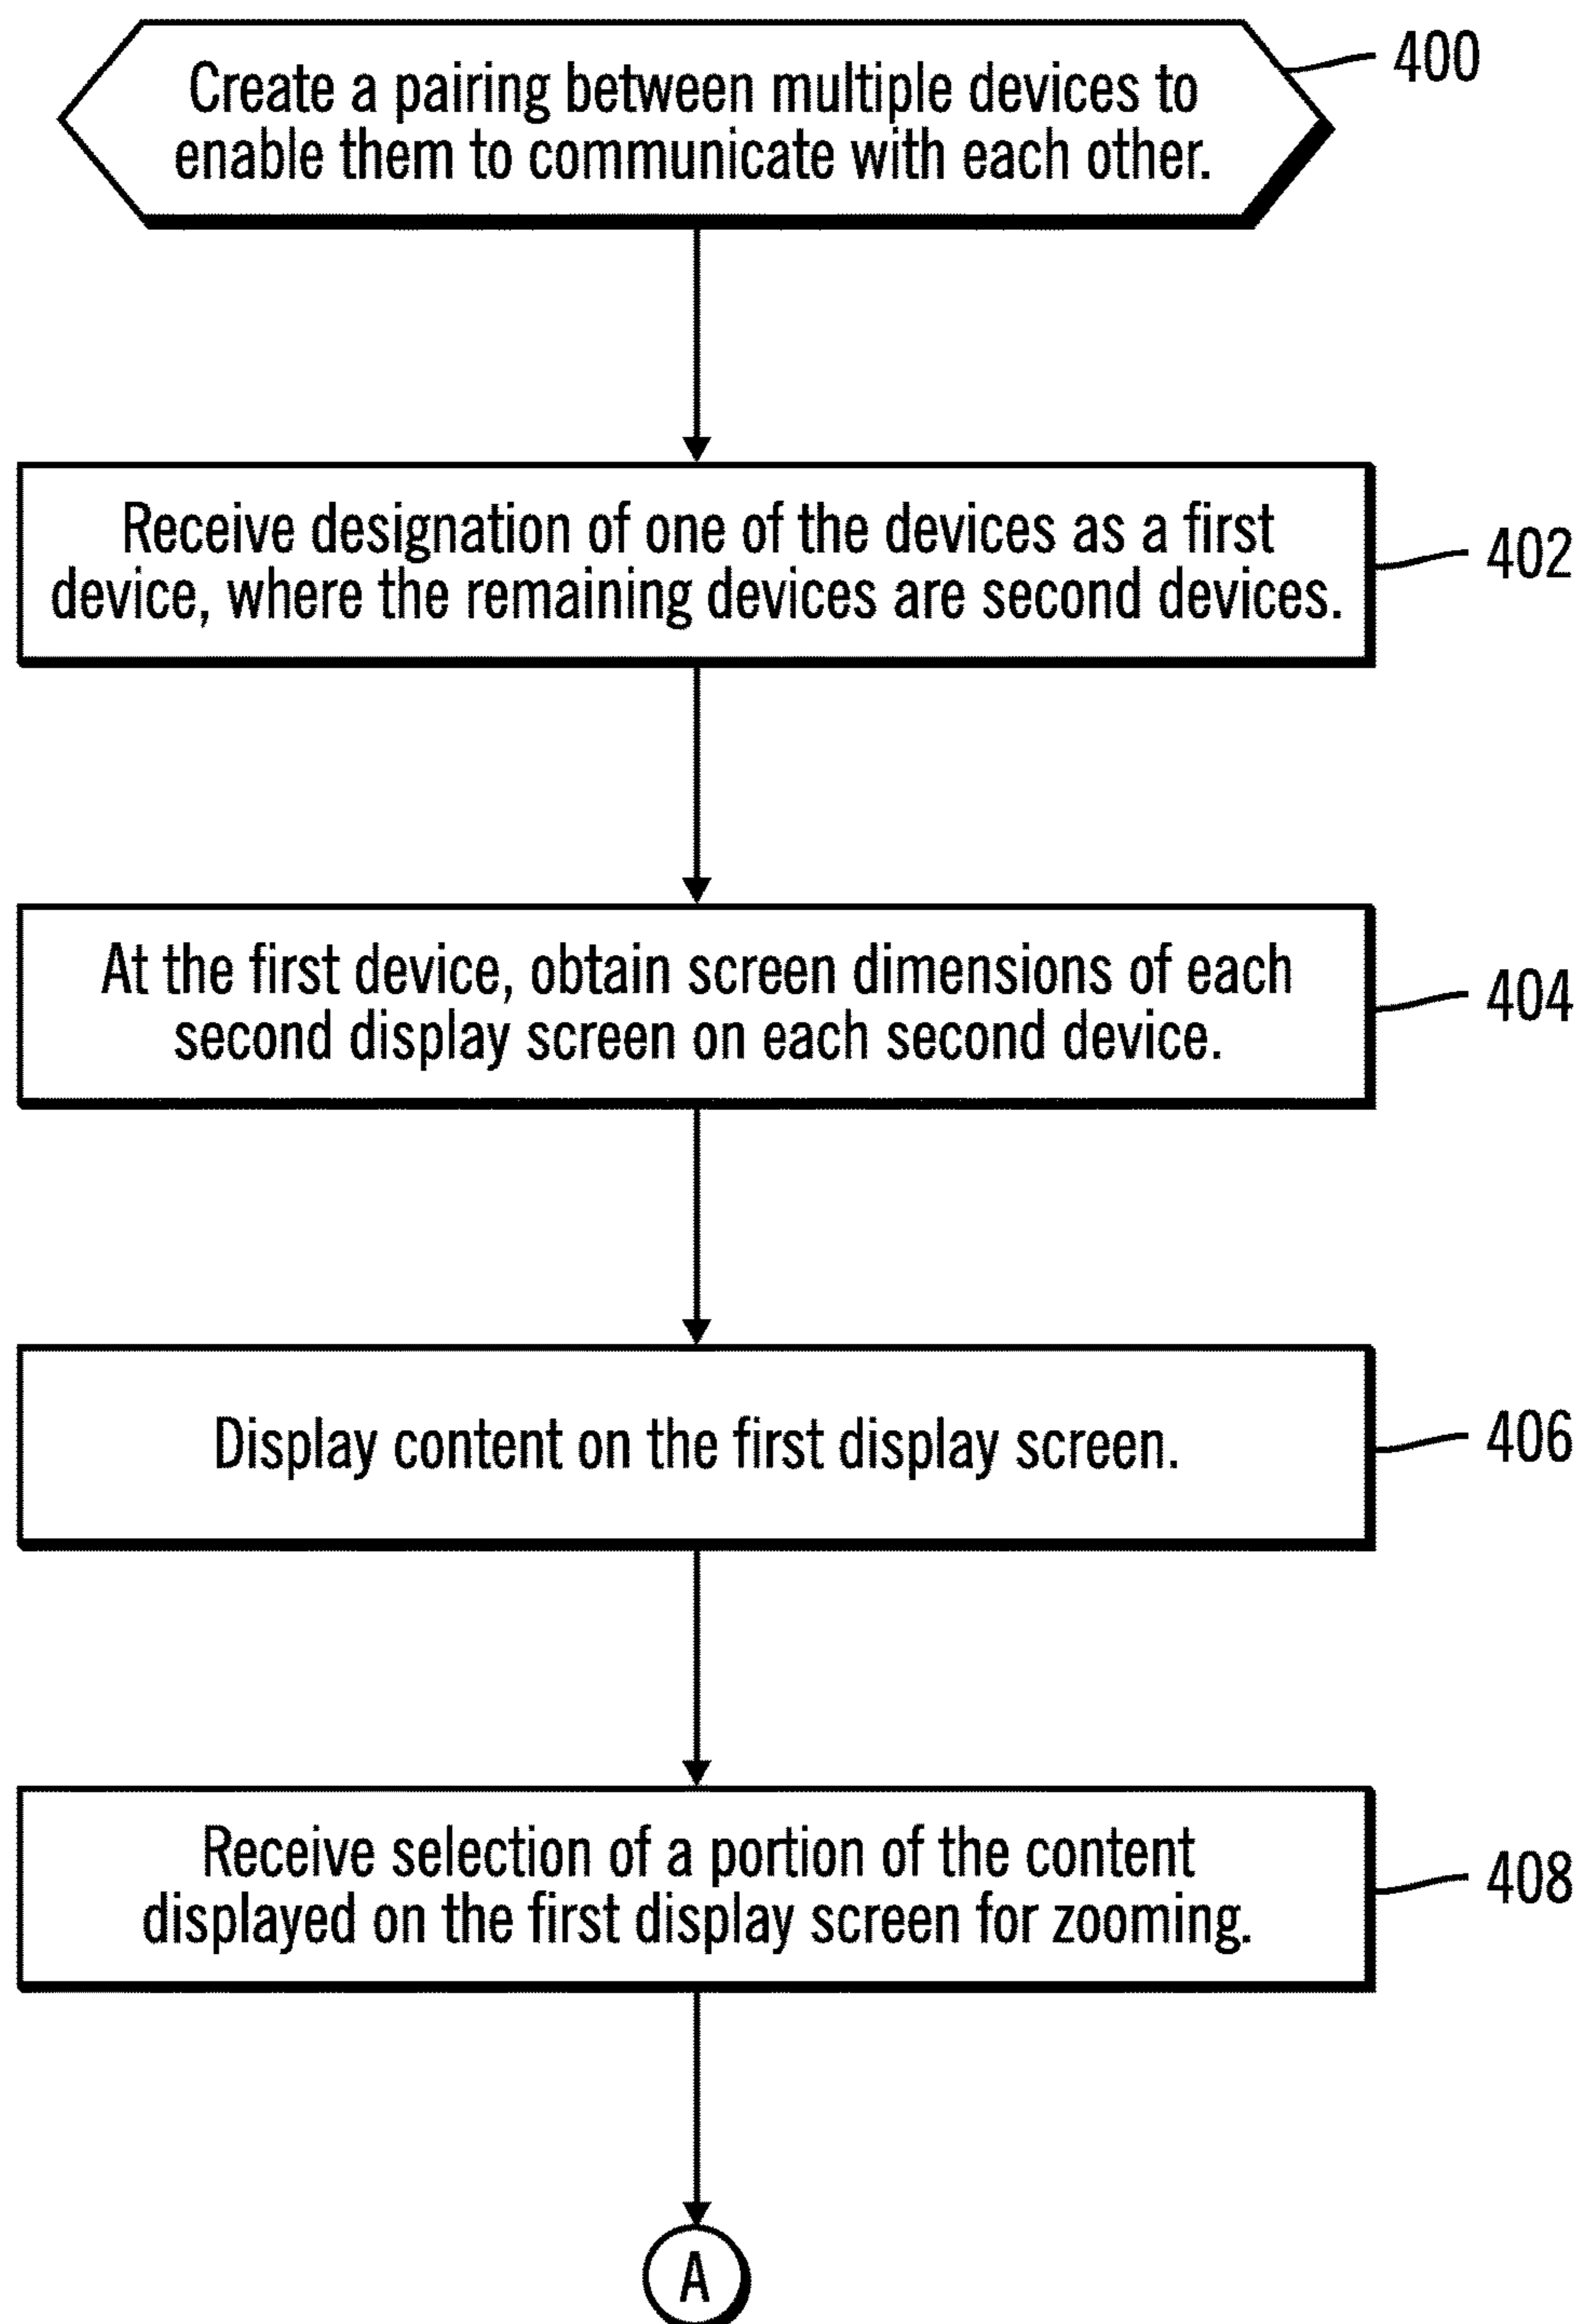 Create a pairing between multiple devices to
enable them to communicate with each other.
400
Receive designation of one of the devices as a first
device, where the remaining devices are second devices.
402
At the first device, obtain screen dimensions of each
second display screen on each second device.
404
Display content on the first display screen.
406
Receive selection of a portion of the content
displayed on the first display screen for zooming.
408
A